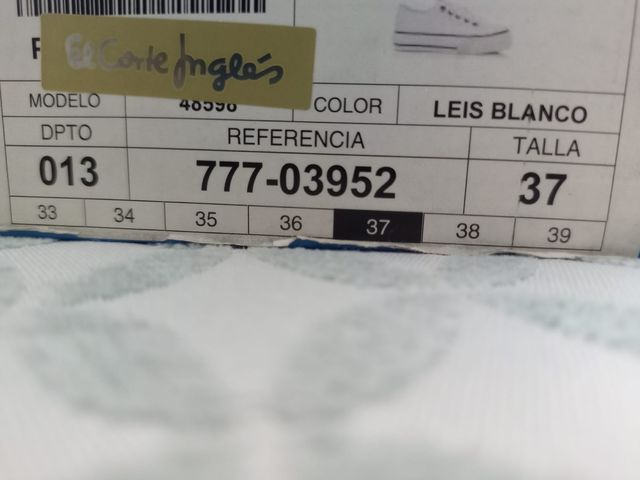 El Corte Inglés
MODELO 48598 COLOR LEIS BLANCO
DPTO REFERENCIA TALLA
013 777-03952 37
33 34 35 36 37 38 39